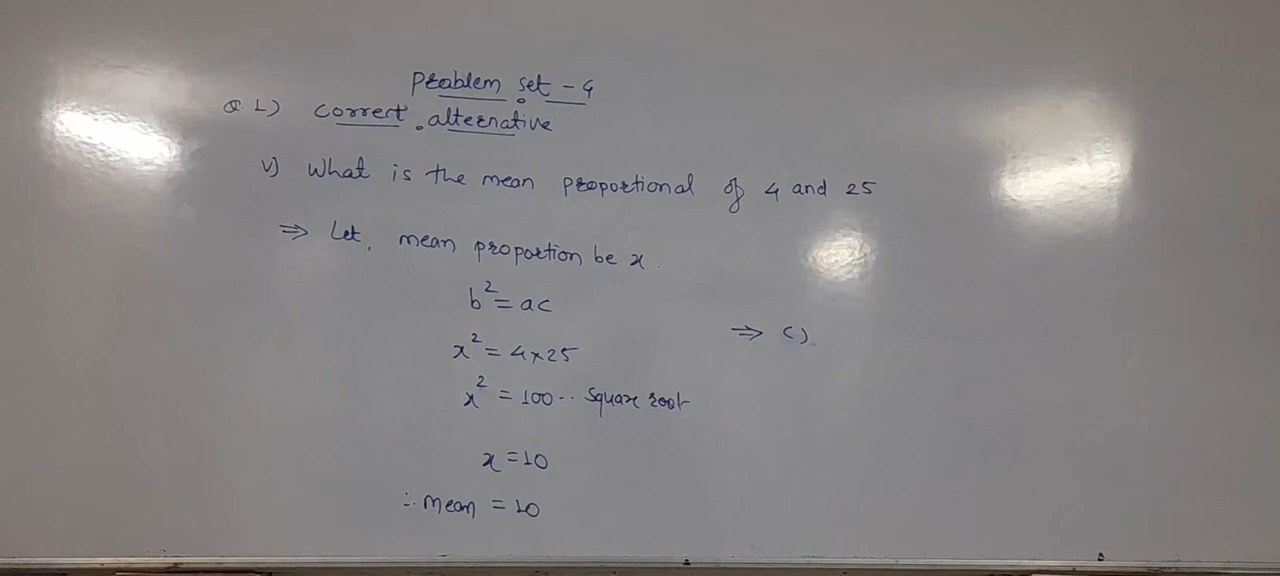 Problem set - 4
Q. 1) correct alternative
v) What is the mean proportional of 4 and 25
⇒ Let, mean proportion be x.
b² = ac
⇒ c)
x² = 4×25
x² = 100 .. square root
x = 10
∴ mean = 10